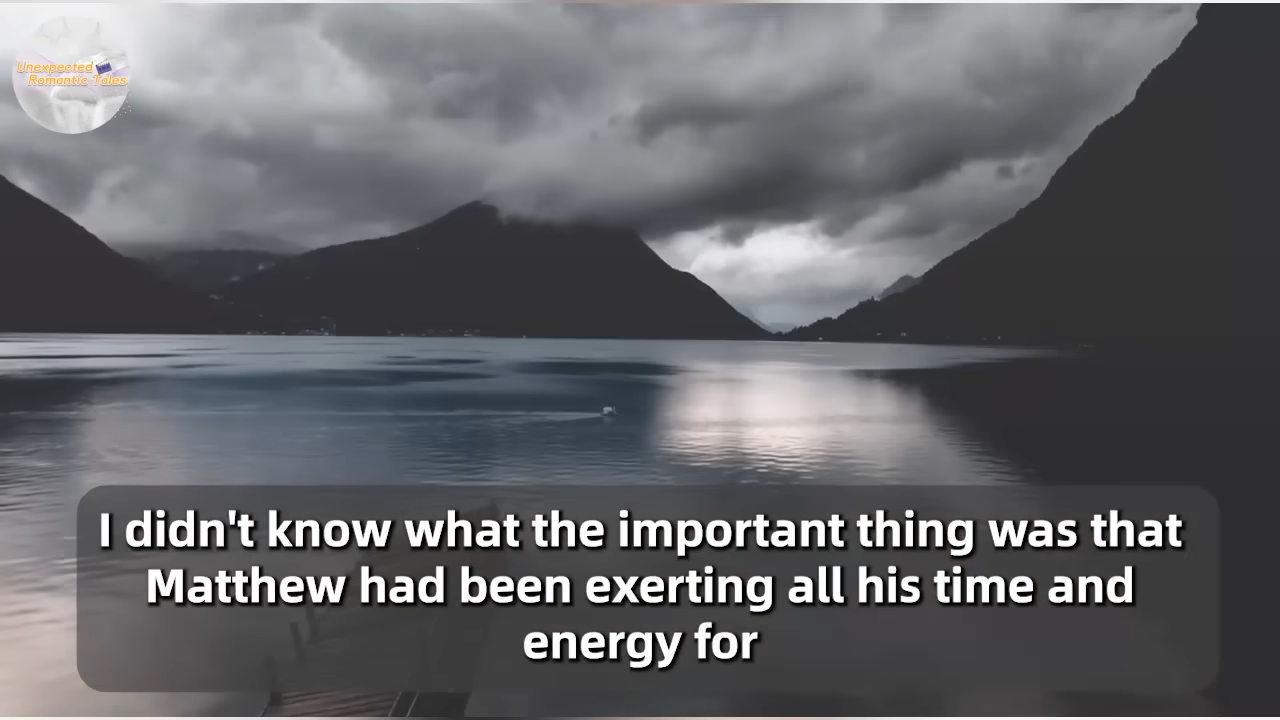 Unexpected
Romantic Tales
I didn't know what the important thing was that
Matthew had been exerting all his time and
energy for